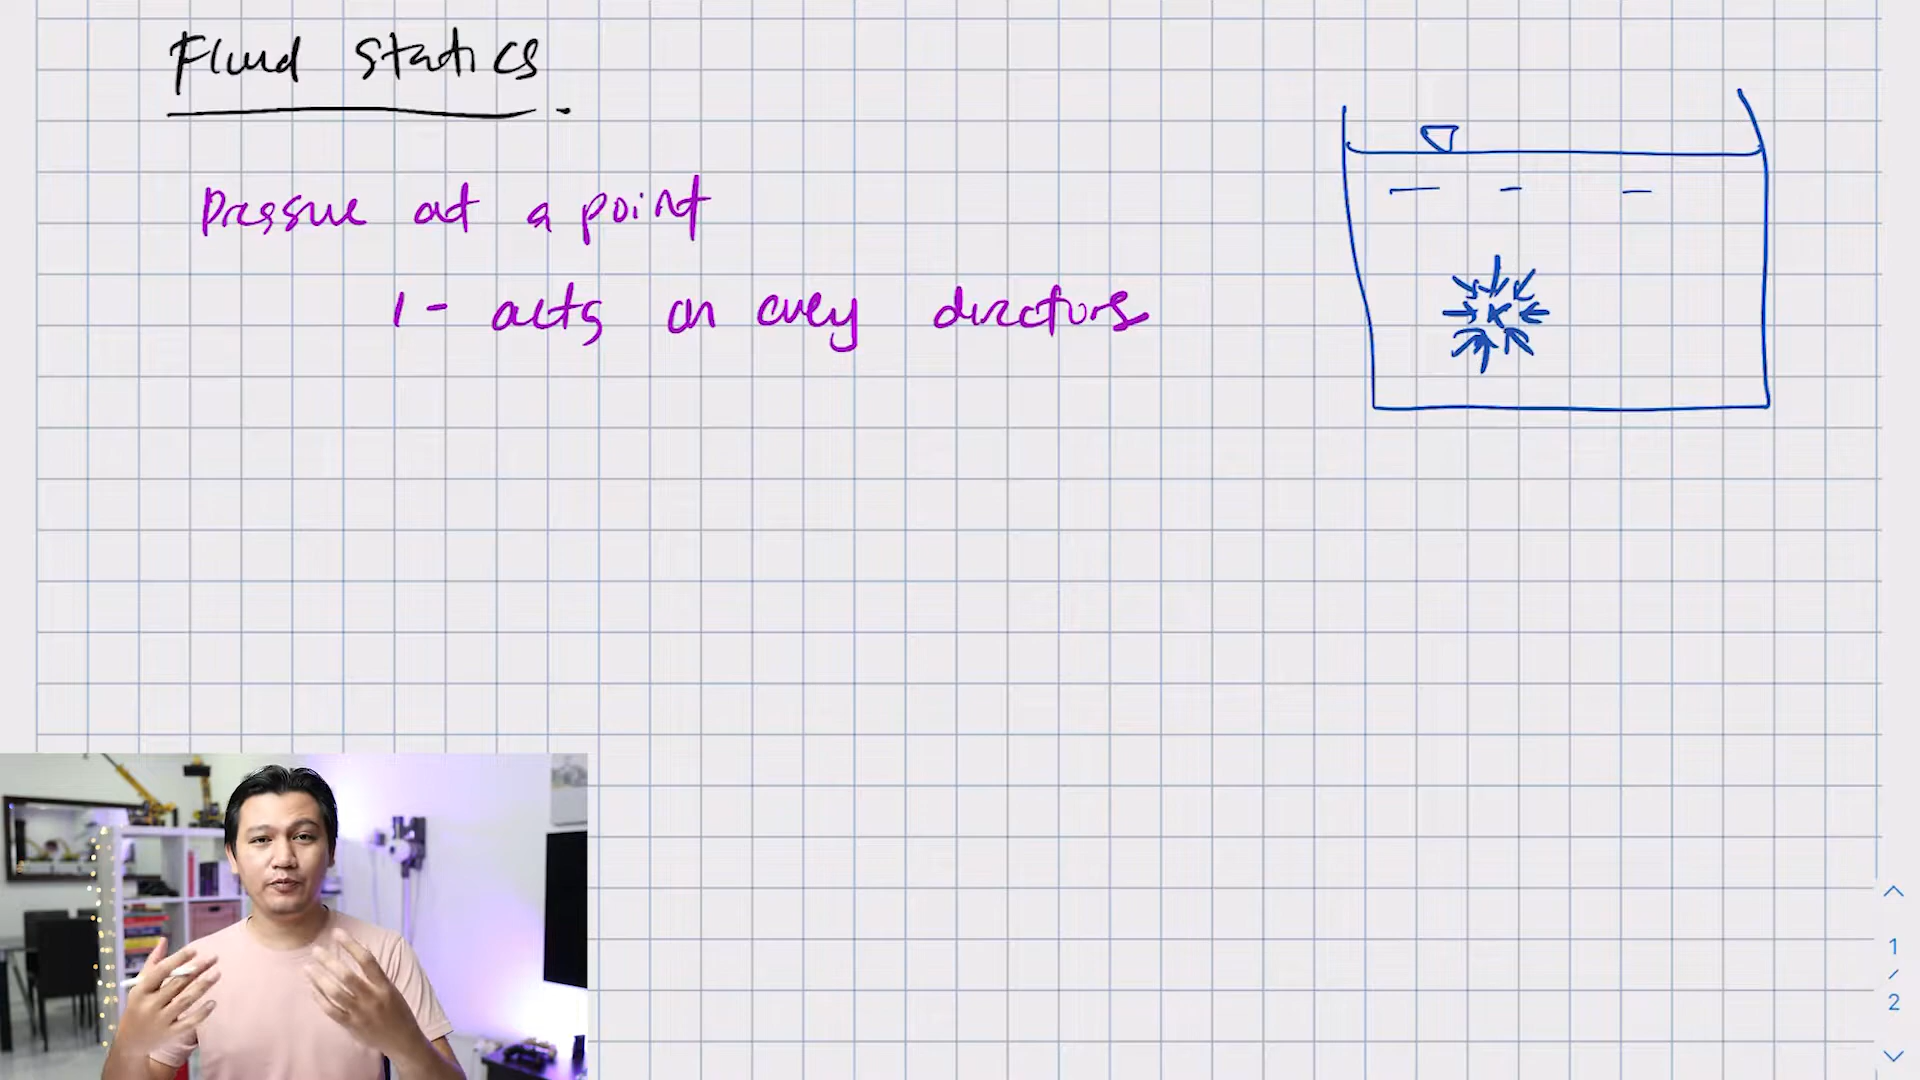 Fluid statics.
Pressure at a point
1- acts on every directions
1
/
2